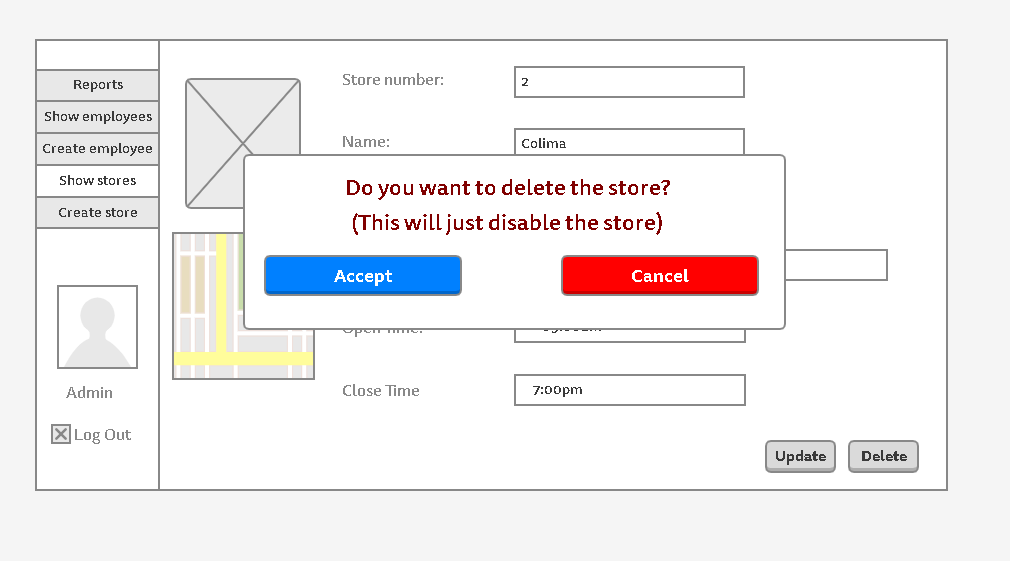 Reports
Show employees
Create employee
Show stores
Create store
Admin
Log Out
Store number:
2
Name:
Colima
Do you want to delete the store?
(This will just disable the store)
Accept
Cancel
Open Time:
Close Time
7:00pm
Update
Delete